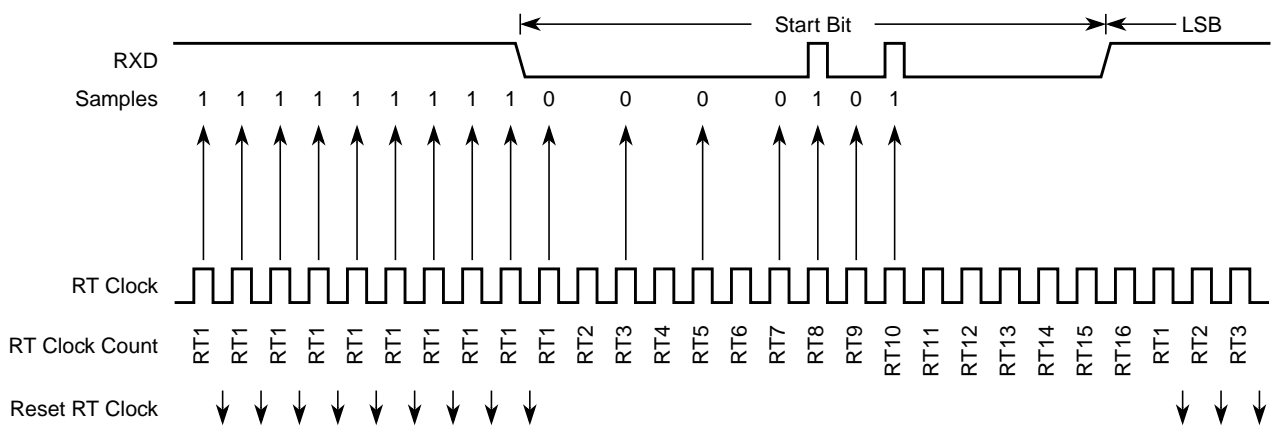 Start Bit LSB
RXD
Samples 1 1 1 1 1 1 1 1 1 0 0 0 0 1 0 1
RT Clock
RT Clock Count RT1 RT1 RT1 RT1 RT1 RT1 RT1 RT1 RT1 RT1 RT2 RT3 RT4 RT5 RT6 RT7 RT8 RT9 RT10 RT11 RT12 RT13 RT14 RT15 RT16 RT1 RT2 RT3
Reset RT Clock